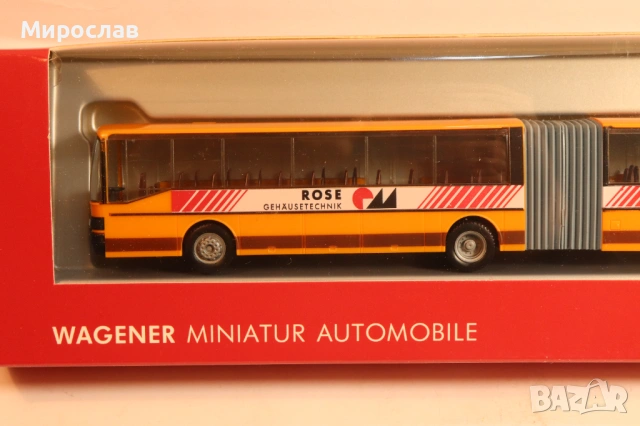 Мирослав
ROSE
GEHÄUSETECHNIK
WAGENER MINIATUR AUTOMOBILE
BAZAR